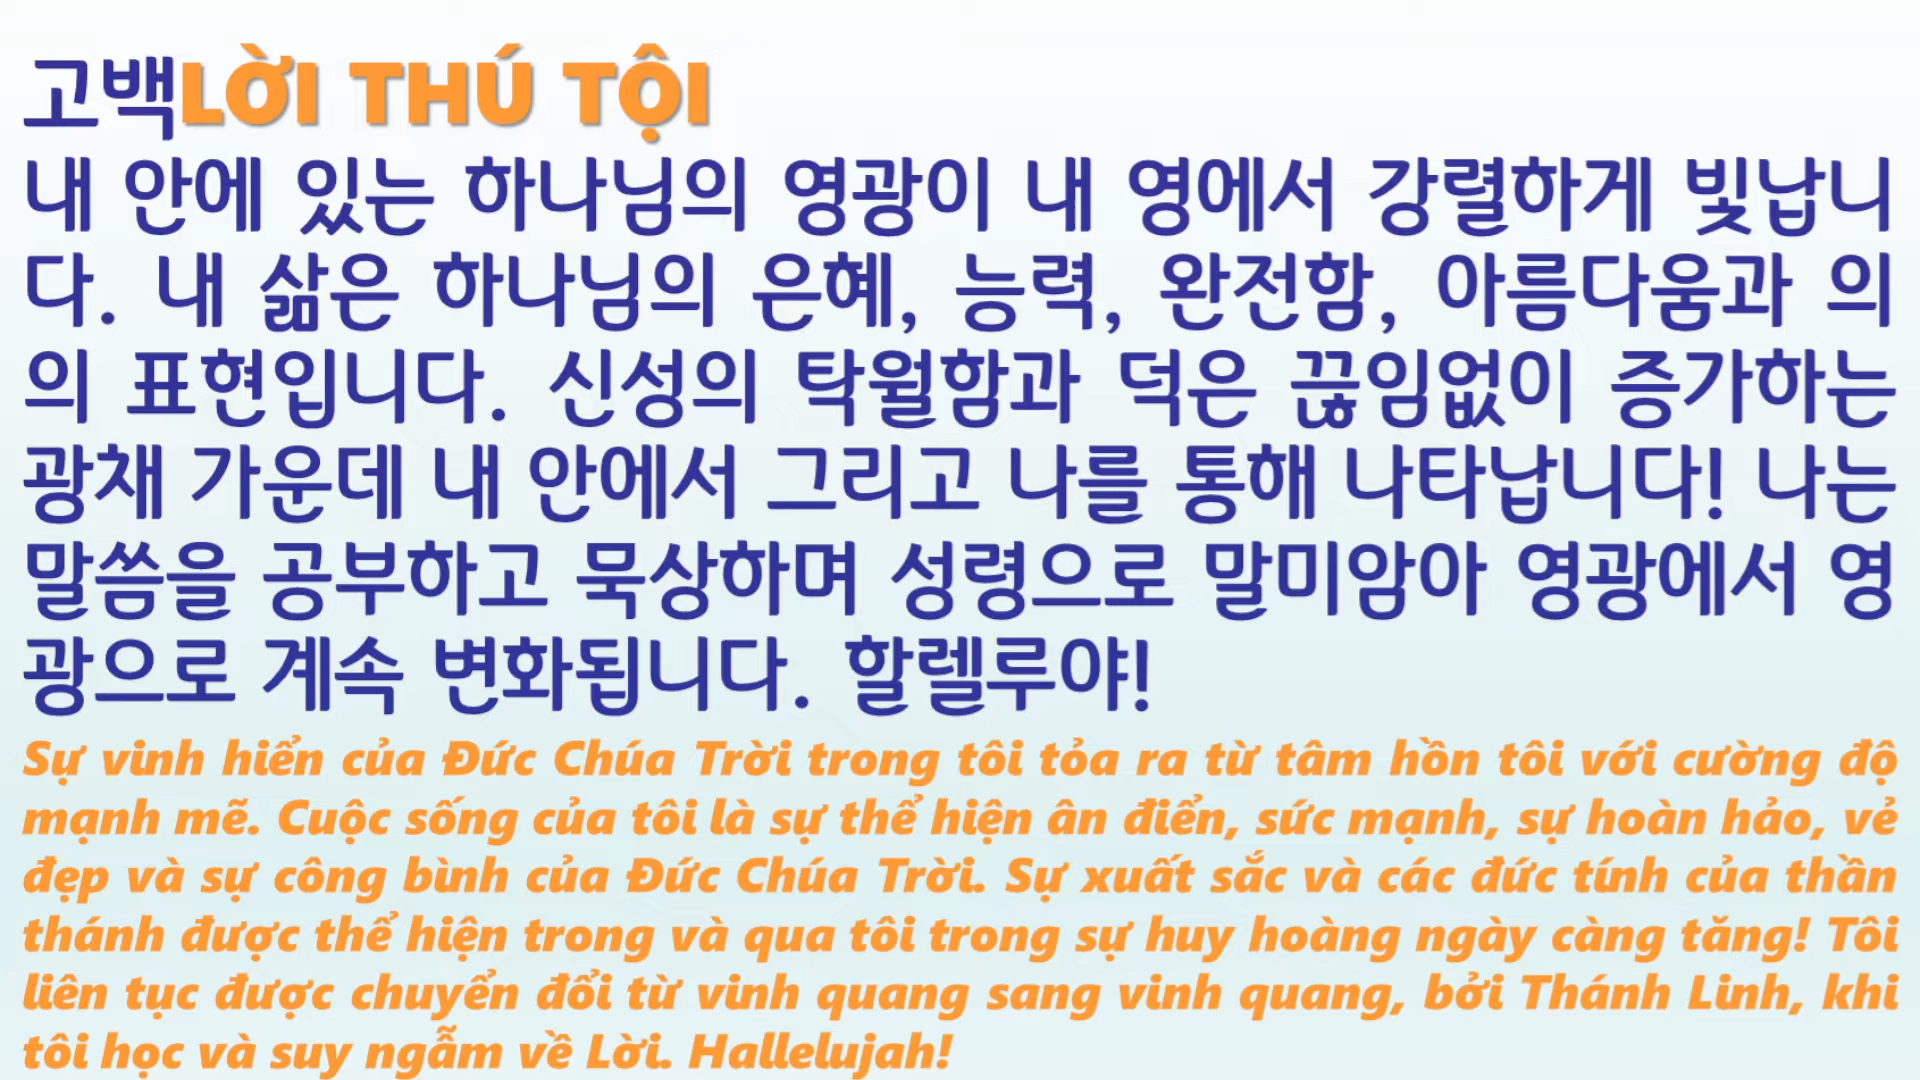 고백LỜI THÚ TỘI
내 안에 있는 하나님의 영광이 내 영에서 강렬하게 빛납니
다. 내 삶은 하나님의 은혜, 능력, 완전함, 아름다움과 의
의 표현입니다. 신성의 탁월함과 덕은 끊임없이 증가하는
광채 가운데 내 안에서 그리고 나를 통해 나타납니다! 나는
말씀을 공부하고 묵상하며 성령으로 말미암아 영광에서 영
광으로 계속 변화됩니다. 할렐루야!
Sự vinh hiển của Đức Chúa Trời trong tôi tỏa ra từ tâm hồn tôi với cường độ
mạnh mẽ. Cuộc sống của tôi là sự thể hiện ân điển, sức mạnh, sự hoàn hảo, vẻ
đẹp và sự công bình của Đức Chúa Trời. Sự xuất sắc và các đức tính của thần
thánh được thể hiện trong và qua tôi trong sự huy hoàng ngày càng tăng! Tôi
liên tục được chuyển đổi từ vinh quang sang vinh quang, bởi Thánh Linh, khi
tôi học và suy ngẫm về Lời. Hallelujah!